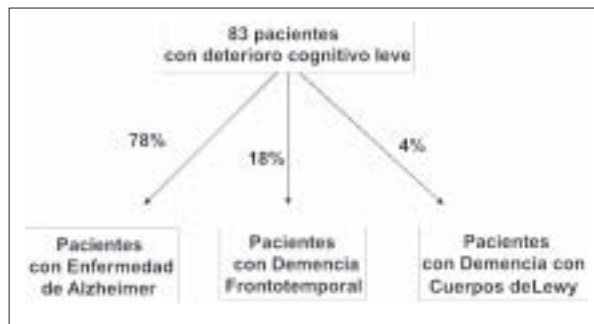 83 pacientes
con deterioro cognitivo leve
78%
18%
4%
Pacientes
con Enfermedad
de Alzheimer
Pacientes
con Demencia
Frontotemporal
Pacientes
con Demencia con
Cuerpos deLewy